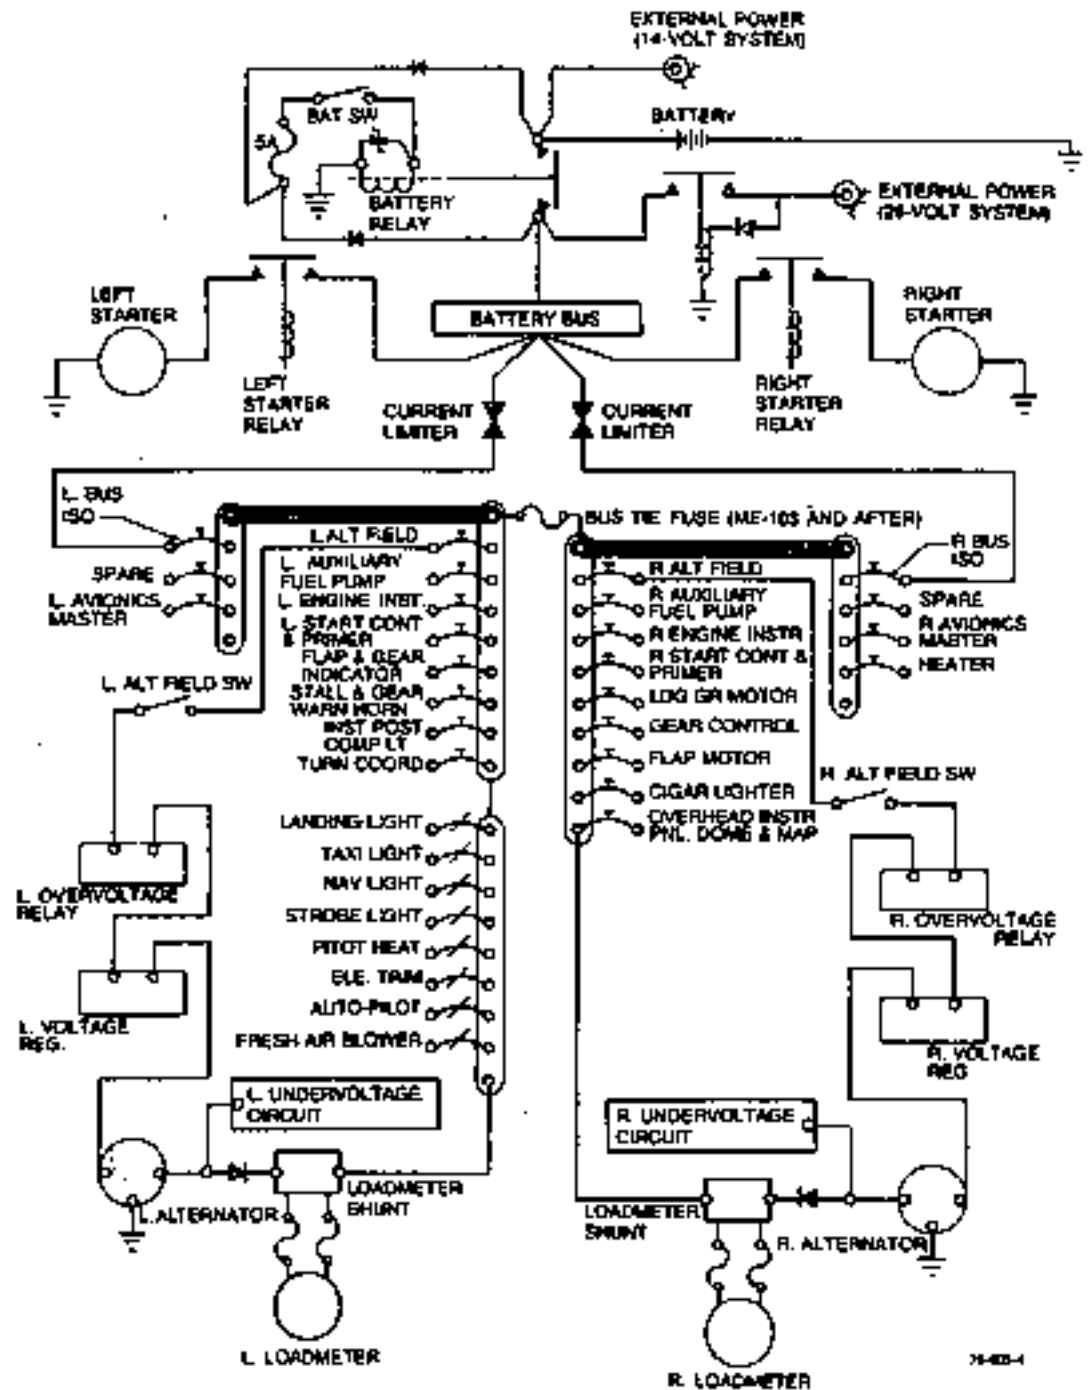 EXTERNAL POWER
(14-VOLT SYSTEM)
BAT SW
BATTERY
5A
BATTERY
RELAY
EXTERNAL POWER
(28-VOLT SYSTEM)
LEFT
STARTER
BATTERY BUS
RIGHT
STARTER
LEFT
STARTER
RELAY
CURRENT
LIMITER
CURRENT
LIMITER
RIGHT
STARTER
RELAY
L. BUS
ISO
BUS TIE FUSE (ME-103 AND AFTER)
R BUS
ISO
SPARE
L. AVIONICS
MASTER
L ALT FIELD
L. AUXILIARY
FUEL PUMP
L. ENGINE INST
L. START CONT
& PRIMER
FLAP & GEAR
INDICATOR
STALL & GEAR
WARN HORN
INST POST
COMP LT
TURN COORD
R ALT FIELD
R AUXILIARY
FUEL PUMP
R ENGINE INSTR
R START CONT &
PRIMER
LDG GR MOTOR
GEAR CONTROL
FLAP MOTOR
CIGAR LIGHTER
OVERHEAD INSTR
PNL. DOME & MAP
SPARE
R AVIONICS
MASTER
HEATER
L. ALT FIELD SW
R. ALT FIELD SW
LANDING LIGHT
TAXI LIGHT
NAV LIGHT
STROBE LIGHT
PITOT HEAT
ELE. TRIM
AUTO-PILOT
FRESH AIR BLOWER
L. OVERVOLTAGE
RELAY
L. VOLTAGE
REG.
R. OVERVOLTAGE
RELAY
R. VOLTAGE
REG
L. UNDERVOLTAGE
CIRCUIT
R. UNDERVOLTAGE
CIRCUIT
L. ALTERNATOR
LOADMETER
SHUNT
LOADMETER
SHUNT
R. ALTERNATOR
L. LOADMETER
R. LOADMETER